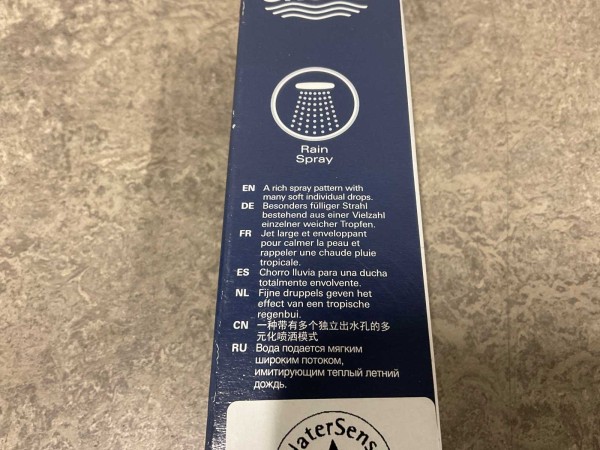 Rain
Spray
EN A rich spray pattern with
many soft individual drops.
DE Besonders fülliger Strahl
bestehend aus einer Vielzahl
einzelner weicher Tropfen.
FR Jet large et enveloppant
pour calmer la peau et
rappeler une chaude pluie
tropicale.
ES Chorro lluvia para una ducha
totalmente envolvente.
NL Fijne druppels geven het
effect van een tropische
regenbui.
CN 一种带有多个独立出水孔的多
元化喷洒模式
RU Вода подается мягким
широким потоком,
имитирующим теплый летний
дождь.